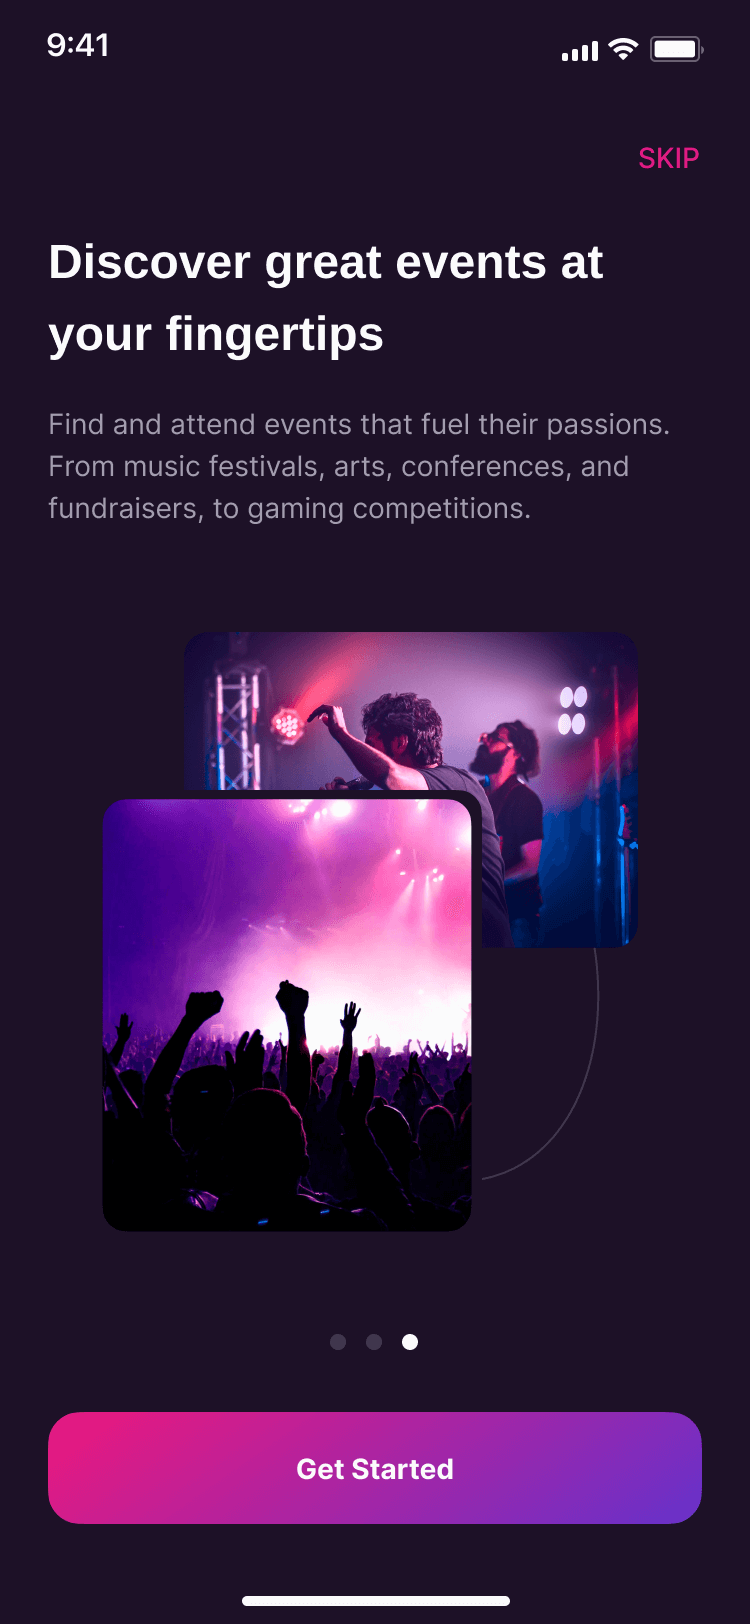 9:41
SKIP
Discover great events at
your fingertips
Find and attend events that fuel their passions.
From music festivals, arts, conferences, and
fundraisers, to gaming competitions.
Get Started